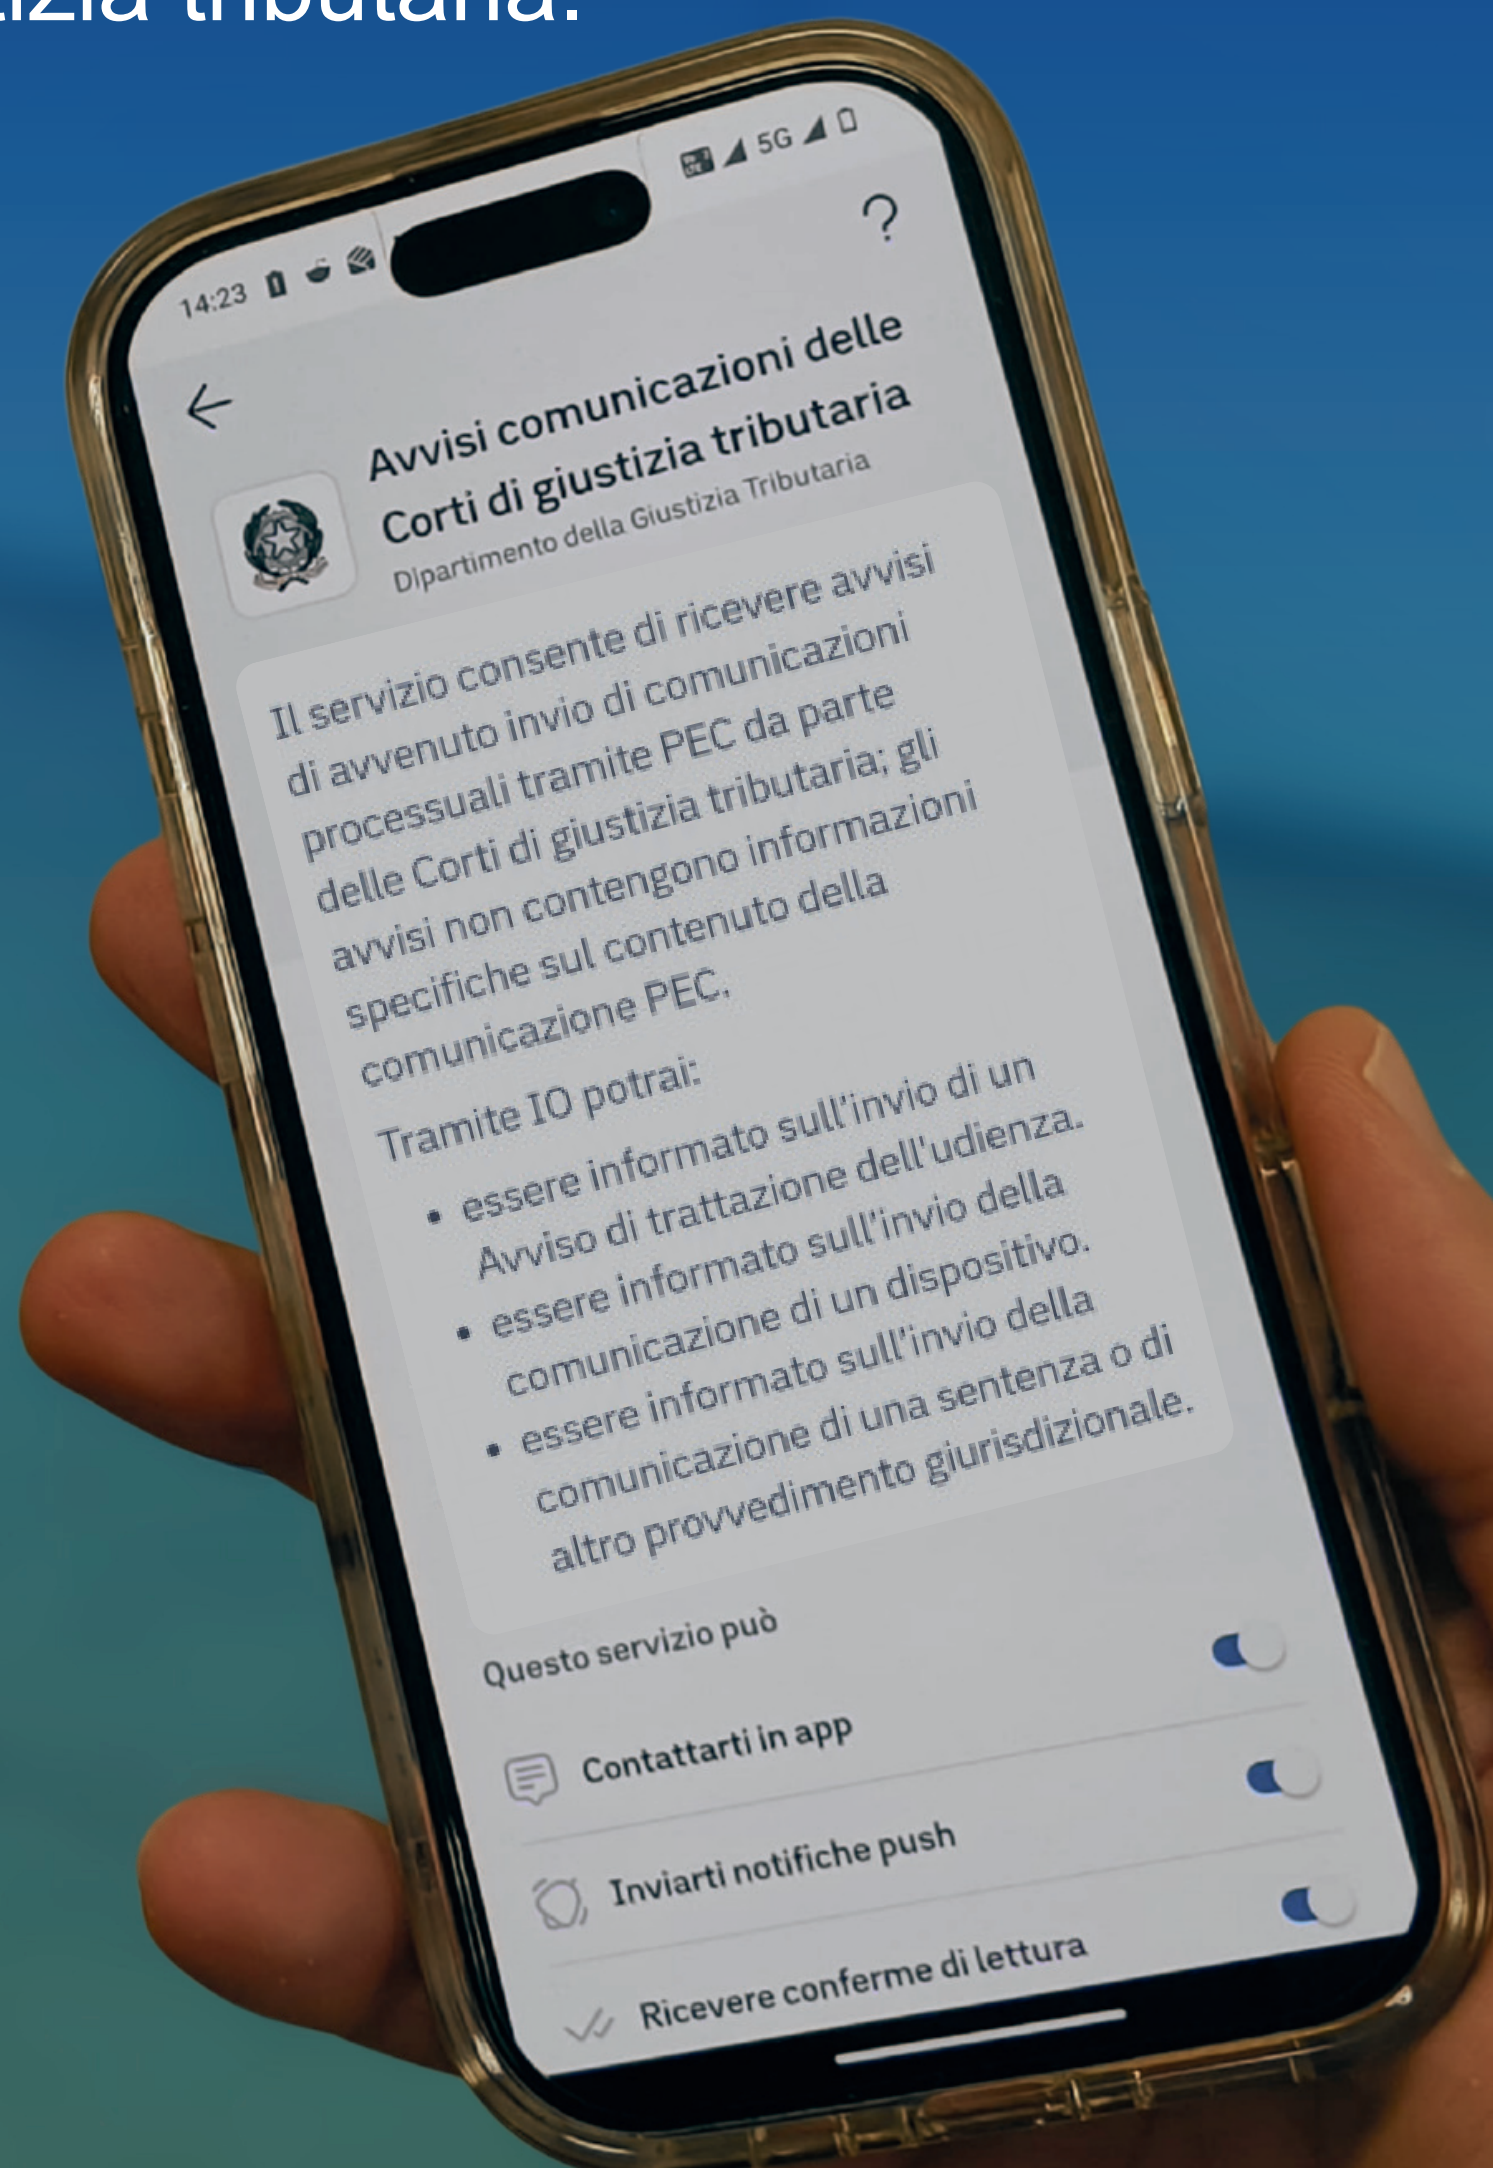 tizia tributaria.
14:23
5G
?
Avvisi comunicazioni delle
Corti di giustizia tributaria
Dipartimento della Giustizia Tributaria
Il servizio consente di ricevere avvisi
di avvenuto invio di comunicazioni
processuali tramite PEC da parte
delle Corti di giustizia tributaria; gli
avvisi non contengono informazioni
specifiche sul contenuto della
comunicazione PEC.
Tramite IO potrai:
• essere informato sull'invio di un
Avviso di trattazione dell'udienza.
• essere informato sull'invio della
comunicazione di un dispositivo.
• essere informato sull'invio della
comunicazione di una sentenza o di
altro provvedimento giurisdizionale.
Questo servizio può
Contattarti in app
Inviarti notifiche push
Ricevere conferme di lettura